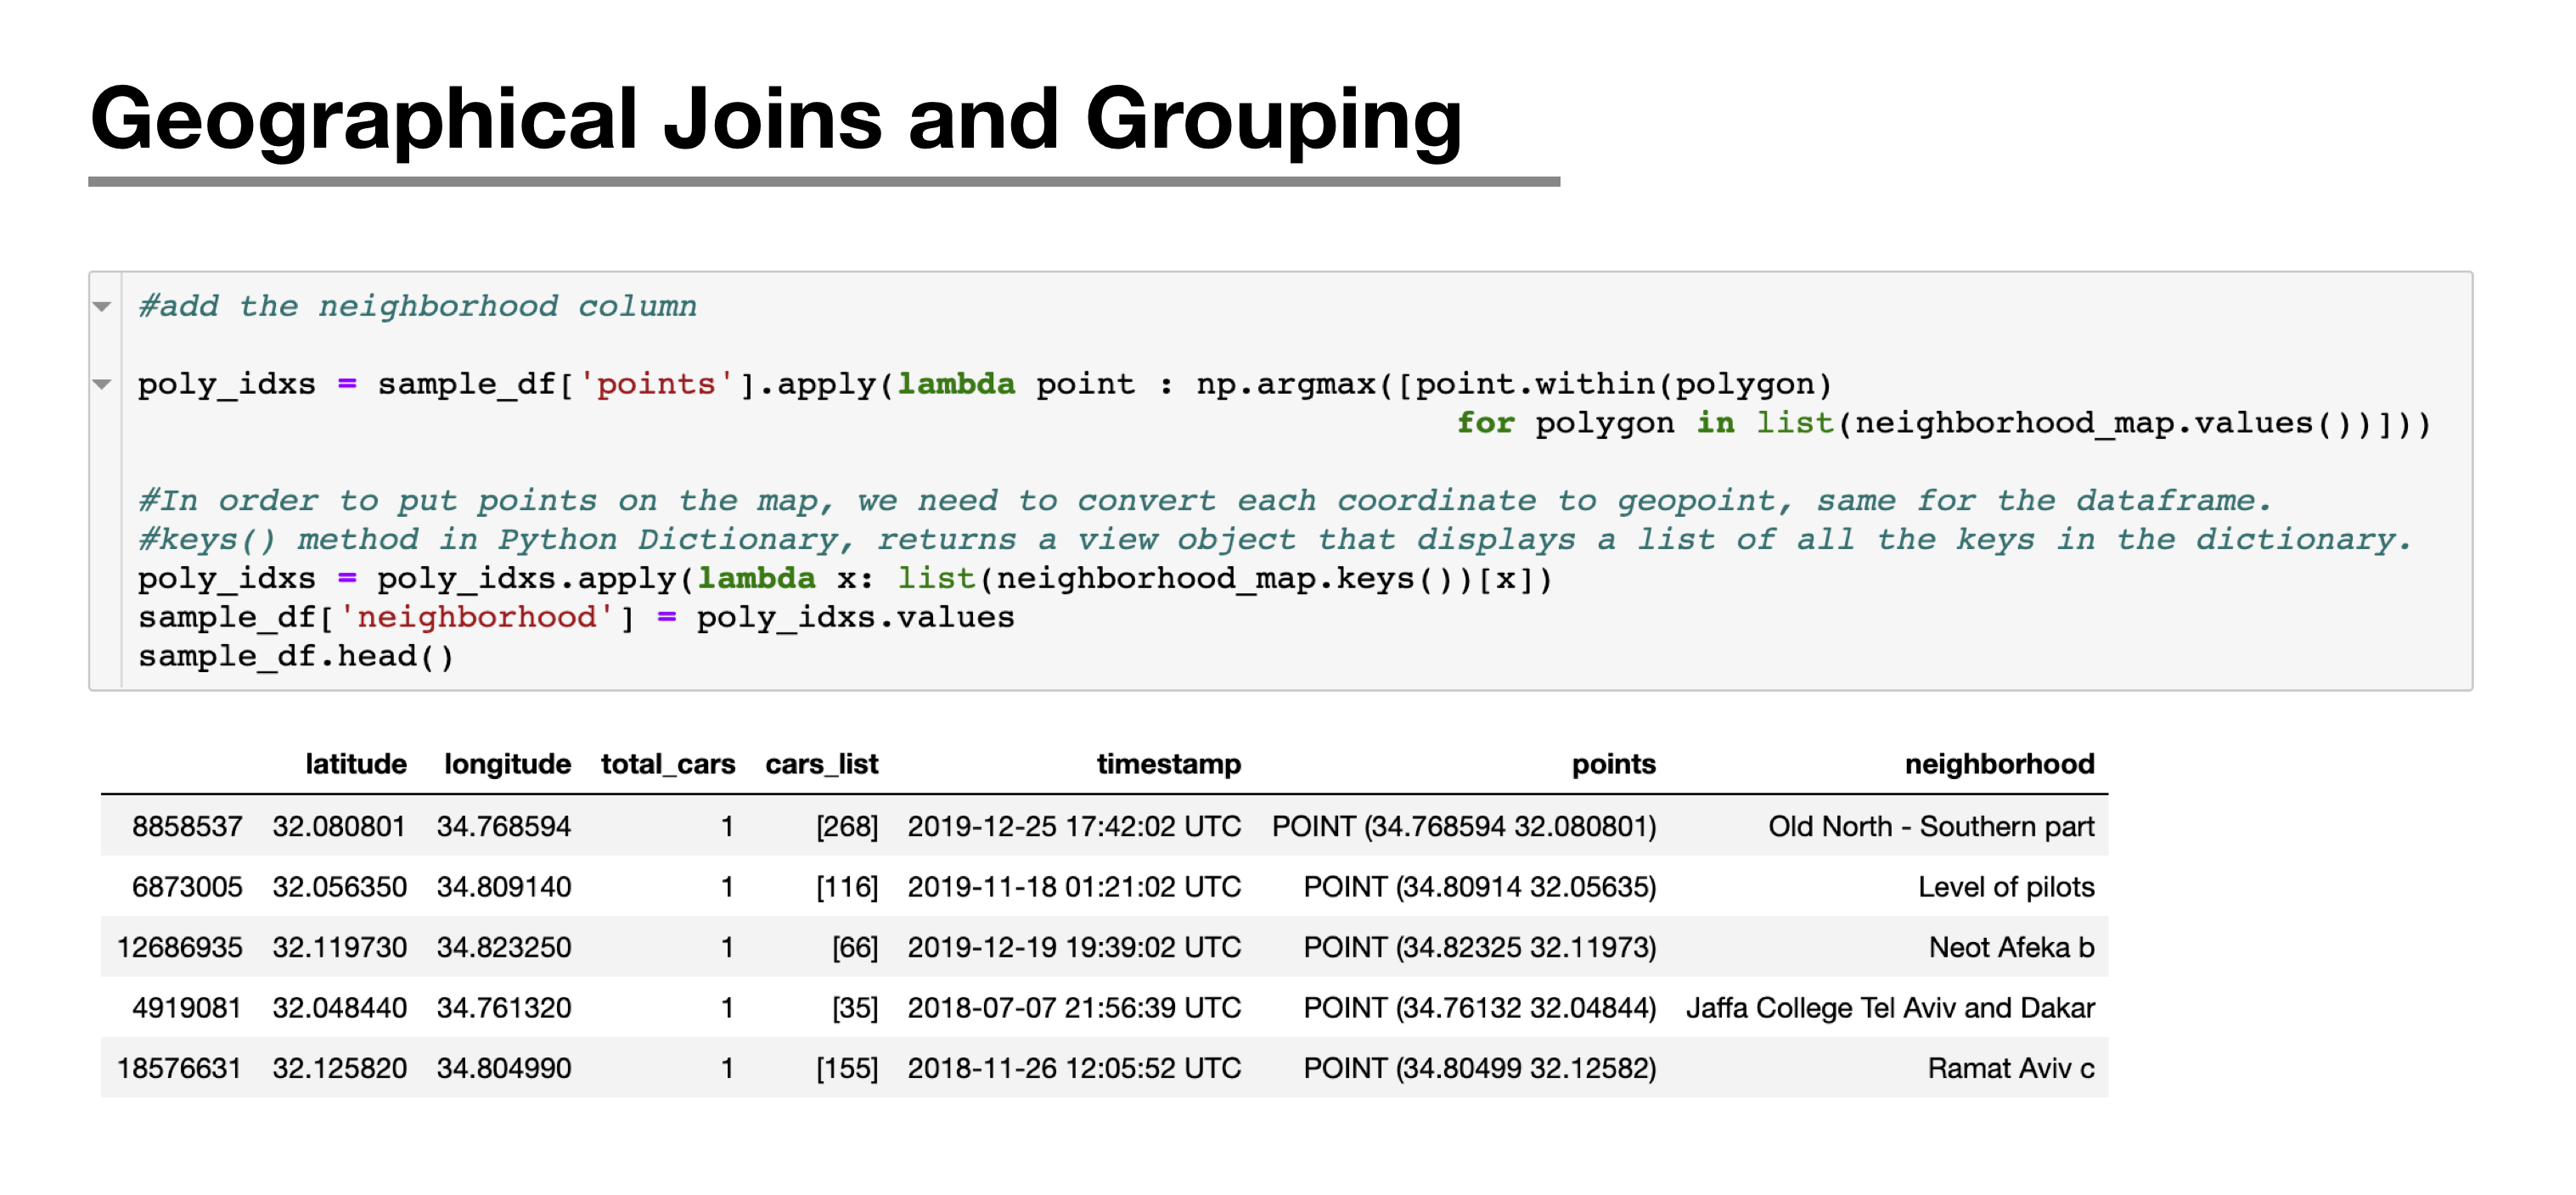 Geographical Joins and Grouping
#add the neighborhood column
poly_idxs = sample_df['points'].apply(lambda point : np.argmax([point.within(polygon)
for polygon in list(neighborhood_map.values())]))
#In order to put points on the map, we need to convert each coordinate to geopoint, same for the dataframe.
#keys() method in Python Dictionary, returns a view object that displays a list of all the keys in the dictionary.
poly_idxs = poly_idxs.apply(lambda x: list(neighborhood_map.keys())[x])
sample_df['neighborhood'] = poly_idxs.values
sample_df.head()
latitude longitude total_cars cars_list timestamp points neighborhood
8858537 32.080801 34.768594 1 [268] 2019-12-25 17:42:02 UTC POINT (34.768594 32.080801) Old North - Southern part
6873005 32.056350 34.809140 1 [116] 2019-11-18 01:21:02 UTC POINT (34.80914 32.05635) Level of pilots
12686935 32.119730 34.823250 1 [66] 2019-12-19 19:39:02 UTC POINT (34.82325 32.11973) Neot Afeka b
4919081 32.048440 34.761320 1 [35] 2018-07-07 21:56:39 UTC POINT (34.76132 32.04844) Jaffa College Tel Aviv and Dakar
18576631 32.125820 34.804990 1 [155] 2018-11-26 12:05:52 UTC POINT (34.80499 32.12582) Ramat Aviv c